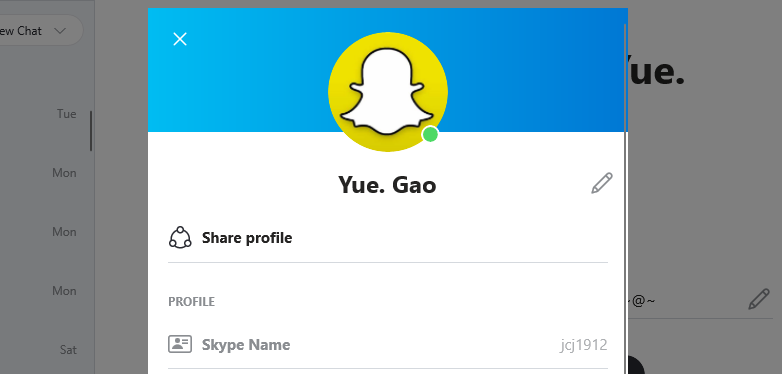 ew Chat
Yue.
Tue
Mon
Yue. Gao
Share profile
Mon
Mon
PROFILE
~@~
Sat
Skype Name
jcj1912